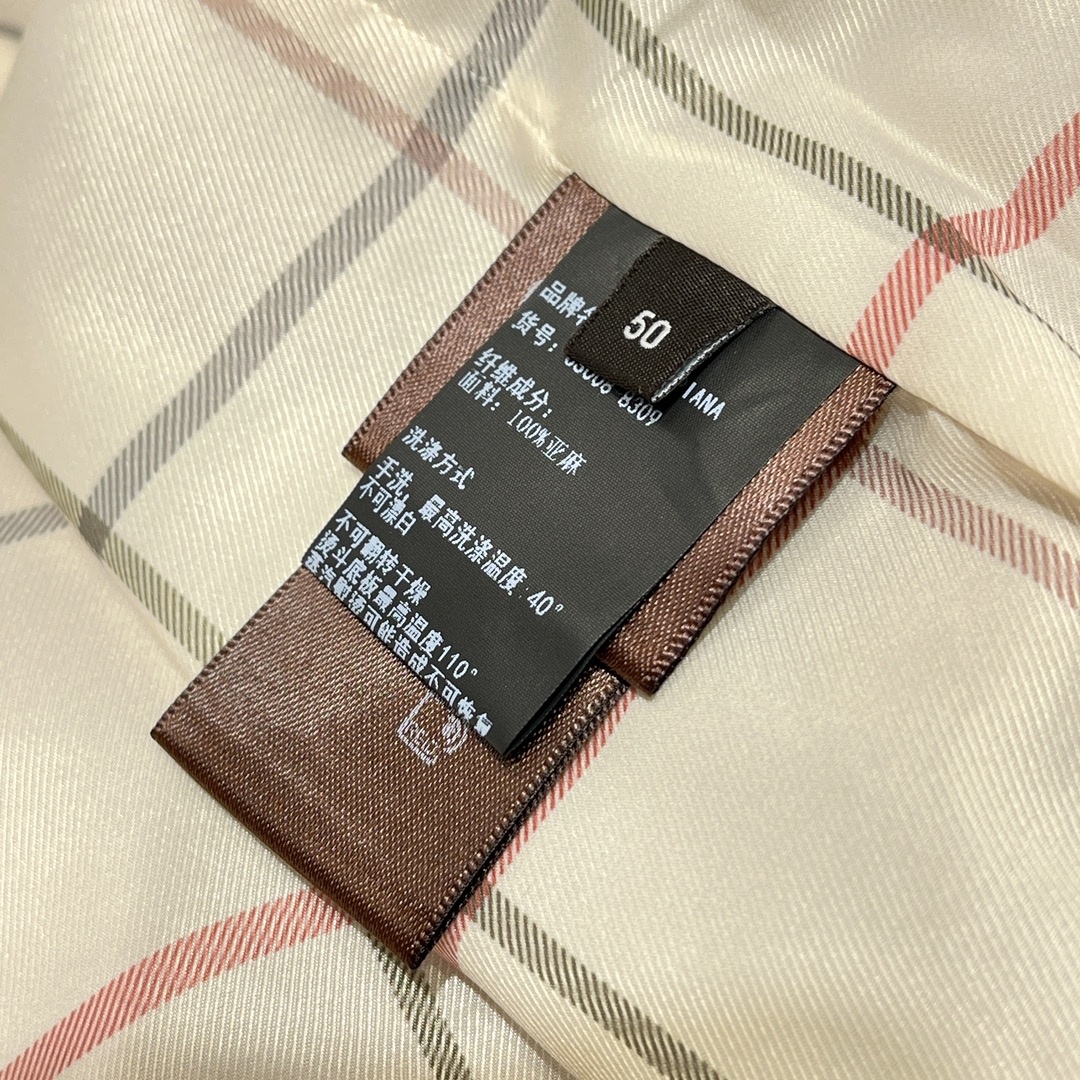 50
品牌名
IANA
货号:
8309
纤维成分:
面料: 100%亚麻
洗涤方式
手洗, 最高洗涤温度:40°
不可漂白
不可翻转干燥
熨斗底板最高温度110°
蒸汽熨烫可能造成不可恢复